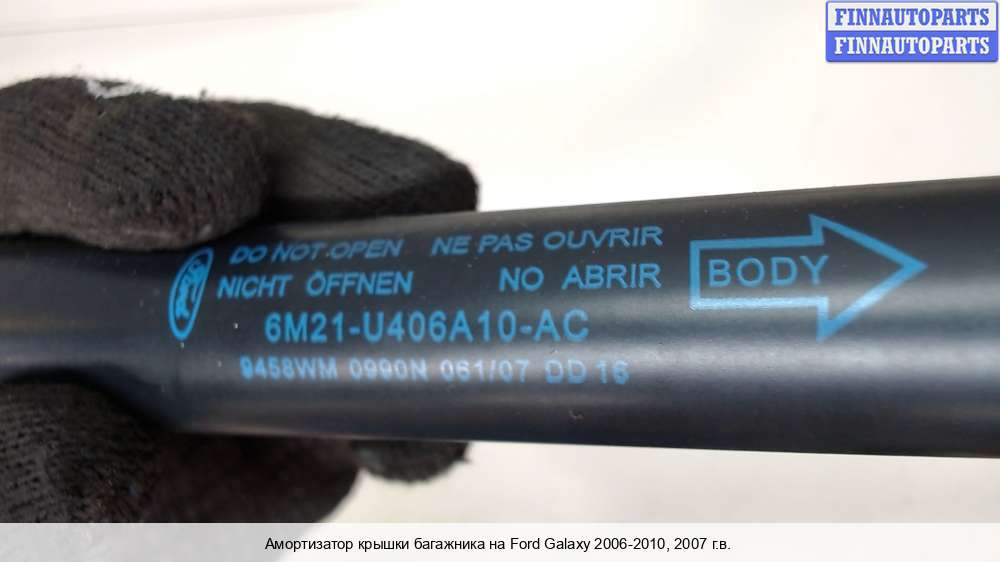 FINNAUTOPARTS
FINNAUTOPARTS
DO NOT OPEN NE PAS OUVRIR
NICHT ÖFFNEN NO ABRIR
BODY
Ford
6M21-U406A10-AC
9458WM 0990N 061/07 DD 16
Амортизатор крышки багажника на Ford Galaxy 2006-2010, 2007 г.в.